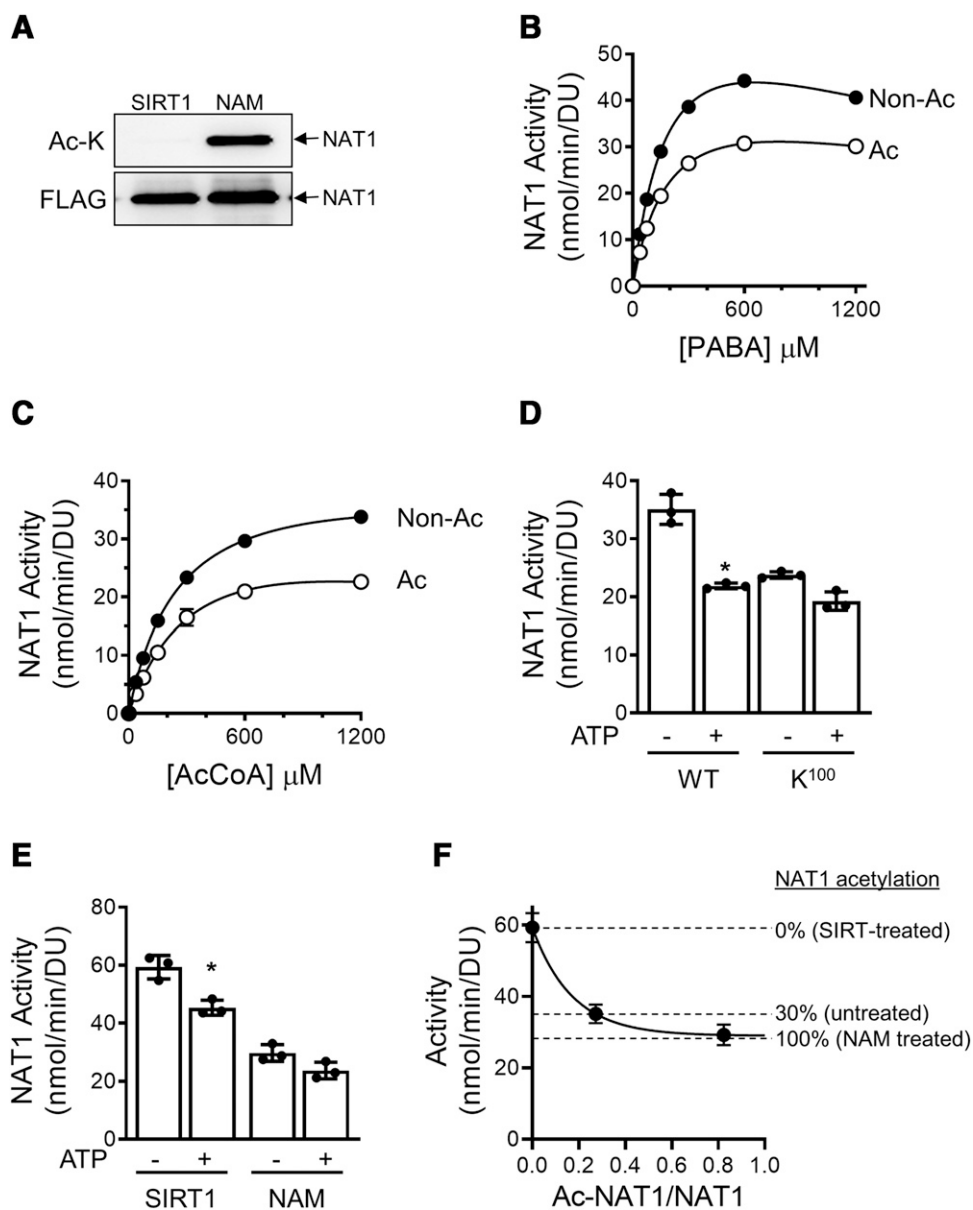 A
SIRT1 NAM
Ac-K NAT1
FLAG NAT1
B
NAT1 Activity
(nmol/min/DU)
50
40
30
20
10
0
Non-Ac
Ac
0 600 1200
[PABA] μM
C
NAT1 Activity
(nmol/min/DU)
40
30
20
10
0
Non-Ac
Ac
0 600 1200
[AcCoA] μM
D
NAT1 Activity
(nmol/min/DU)
40
30
20
10
0
*
ATP - + - +
WT K¹⁰⁰
E
NAT1 Activity
(nmol/min/DU)
80
60
40
20
0
*
ATP - + - +
SIRT1 NAM
F
NAT1 acetylation
Activity
(nmol/min/DU)
60
40
20
0
0% (SIRT-treated)
30% (untreated)
100% (NAM treated)
0.0 0.2 0.4 0.6 0.8 1.0
Ac-NAT1/NAT1